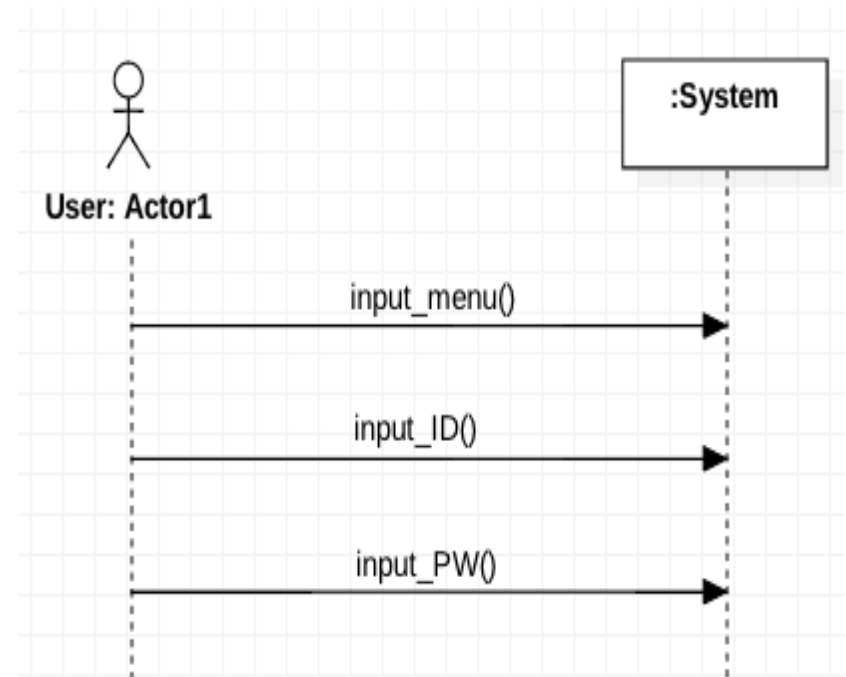 :System
User: Actor1
input_menu()
input_ID()
input_PW()